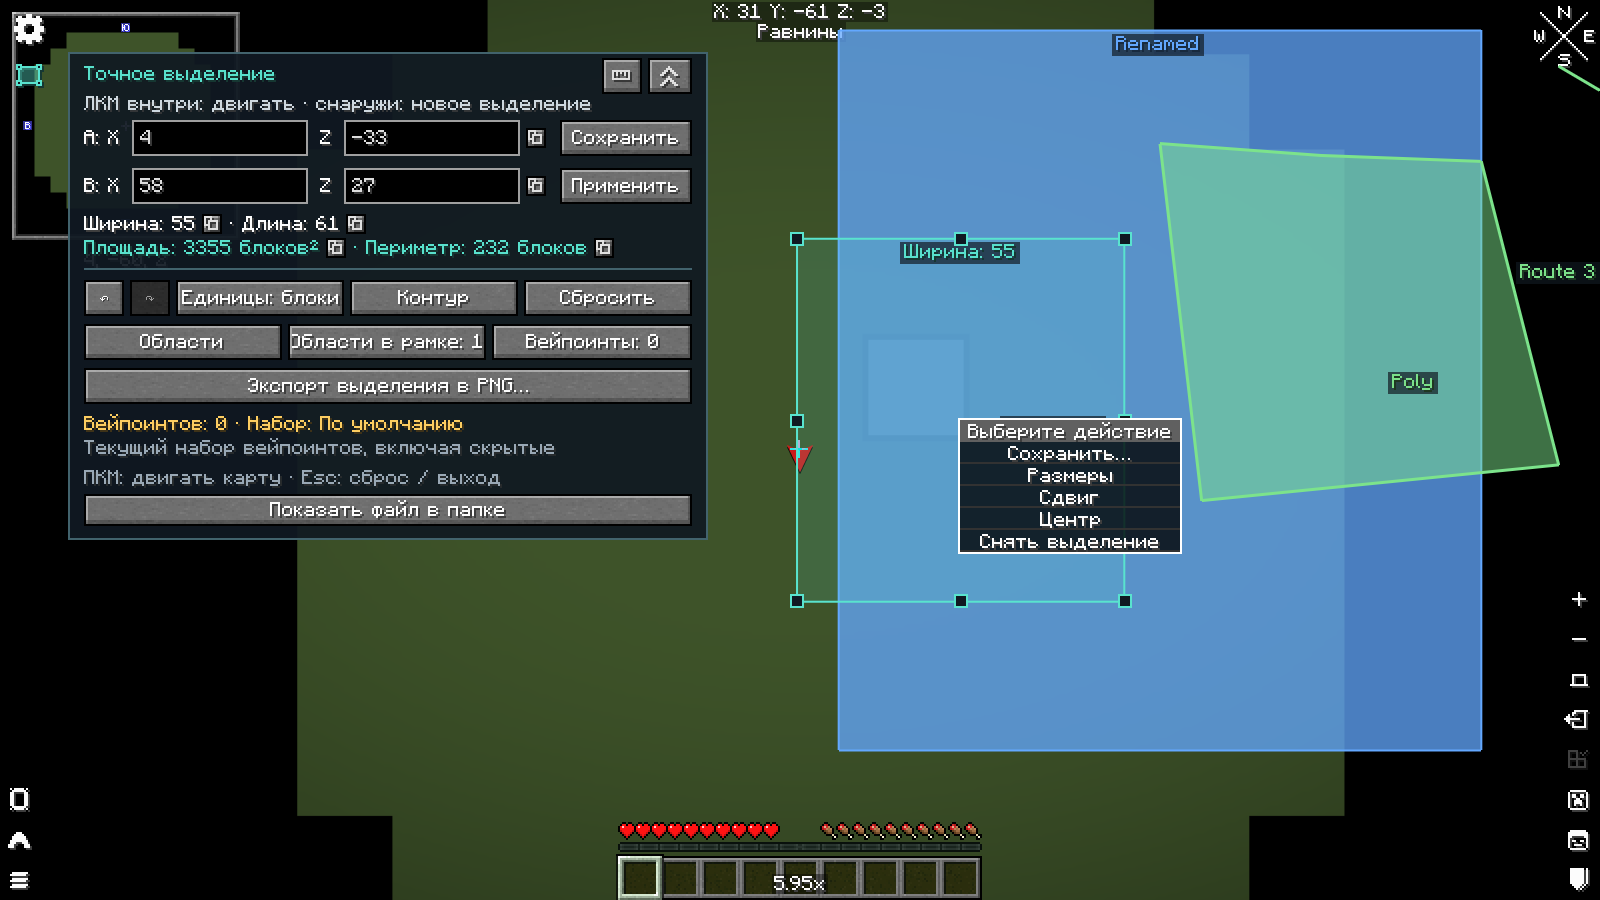 X: 31 Y: -61 Z: -3
Равнины
N
W E
S
Ю
В
Renamed
Route 3
Poly
Точное выделение
ЛКМ внутри: двигать · снаружи: новое выделение
A: X 4 Z -33 Сохранить
B: X 58 Z 27 Применить
Ширина: 55 · Длина: 61
Площадь: 3355 блоков² · Периметр: 232 блоков
Единицы: блоки Контур Сбросить
Области Области в рамке: 1 Вейпоинты: 0
Экспорт выделения в PNG...
Вейпоинтов: 0 · Набор: По умолчанию
Текущий набор вейпоинтов, включая скрытые
ПКМ: двигать карту · Esc: сброс / выход
Показать файл в папке
Ширина: 55
Выберите действие
Сохранить...
Размеры
Сдвиг
Центр
Снять выделение
5.95x